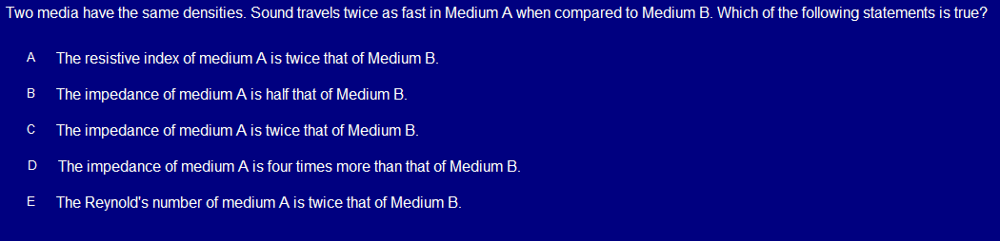 Two media have the same densities. Sound travels twice as fast in Medium A when compared to Medium B. Which of the following statements is true?
A The resistive index of medium A is twice that of Medium B.
B The impedance of medium A is half that of Medium B.
C The impedance of medium A is twice that of Medium B.
D The impedance of medium A is four times more than that of Medium B.
E The Reynold's number of medium A is twice that of Medium B.